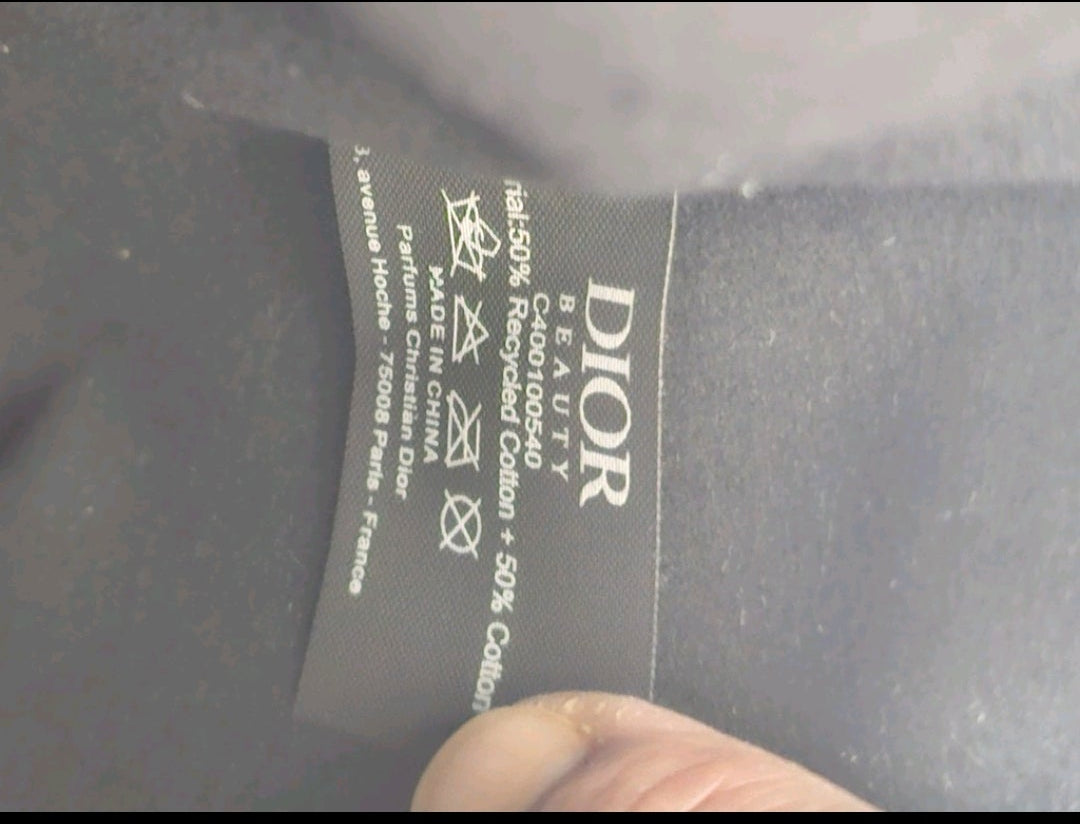 DIOR
BEAUTY
C400100540
rial:50% Recycled Cotton + 50% Cotton
MADE IN CHINA
Parfums Christian Dior
3, avenue Hoche - 75008 Paris - France